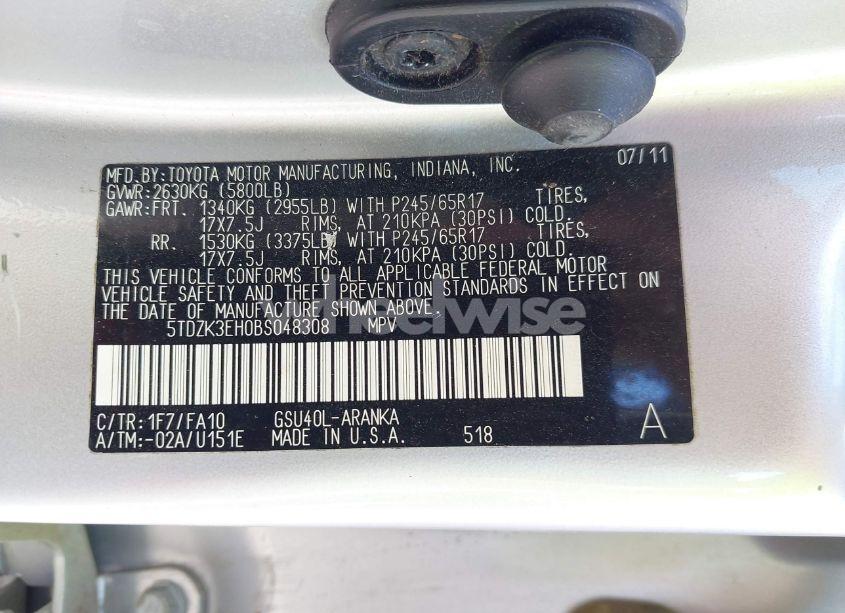 MFD.BY:TOYOTA MOTOR MANUFACTURING, INDIANA, INC. 07/11
GVWR:2630KG (5800LB)
GAWR:FRT. 1340KG (2955LB) WITH P245/65R17 TIRES,
17X7.5J RIMS, AT 210KPA (30PSI) COLD.
RR. 1530KG (3375LB) WITH P245/65R17 TIRES,
17X7.5J RIMS, AT 210KPA (30PSI) COLD.
THIS VEHICLE CONFORMS TO ALL APPLICABLE FEDERAL MOTOR
VEHICLE SAFETY AND THEFT PREVENTION STANDARDS IN EFFECT ON
THE DATE OF MANUFACTURE SHOWN ABOVE.
wheelwise
5TDZK3EH0BS048308 MPV
C/TR:1F7/FA10 GSU40L-ARANKA
A/TM:-02A/U151E MADE IN U.S.A. 518 A